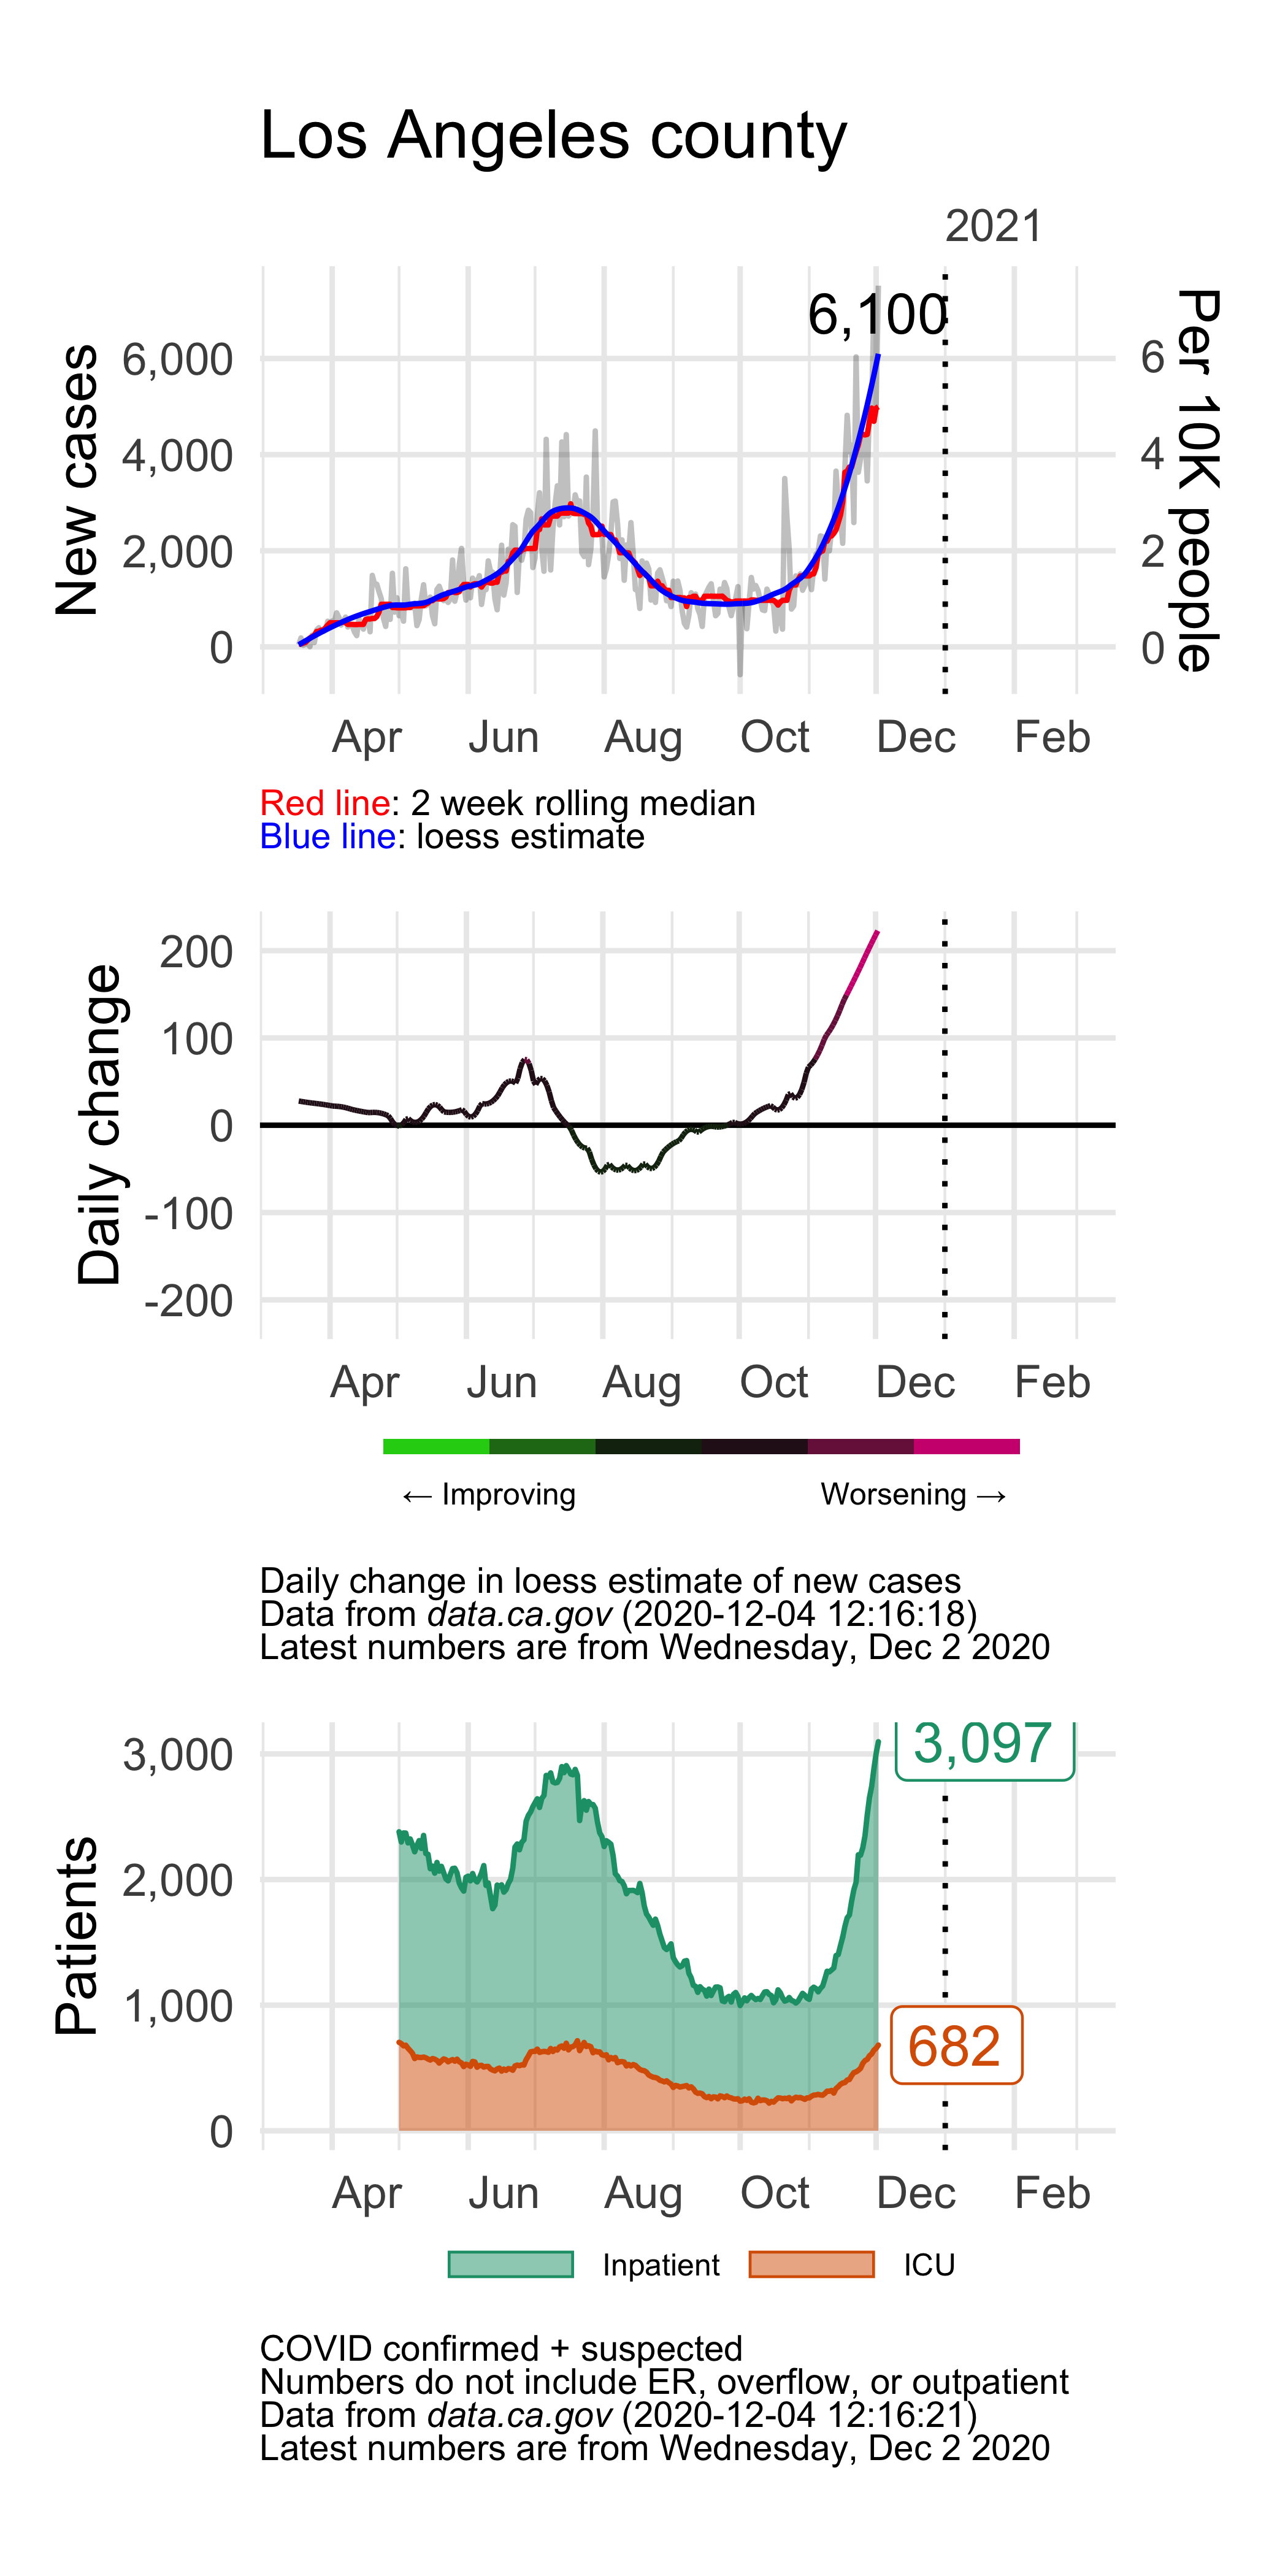 Los Angeles county
2021
6,100
New cases
6,000
4,000
2,000
0
6
4
2
0
Per 10K people
Apr Jun Aug Oct Dec Feb
Red line: 2 week rolling median
Blue line: loess estimate
Daily change
200
100
0
-100
-200
Apr Jun Aug Oct Dec Feb
← Improving Worsening →
Daily change in loess estimate of new cases
Data from data.ca.gov (2020-12-04 12:16:18)
Latest numbers are from Wednesday, Dec 2 2020
Patients
3,000
2,000
1,000
0
3,097
682
Apr Jun Aug Oct Dec Feb
Inpatient ICU
COVID confirmed + suspected
Numbers do not include ER, overflow, or outpatient
Data from data.ca.gov (2020-12-04 12:16:21)
Latest numbers are from Wednesday, Dec 2 2020